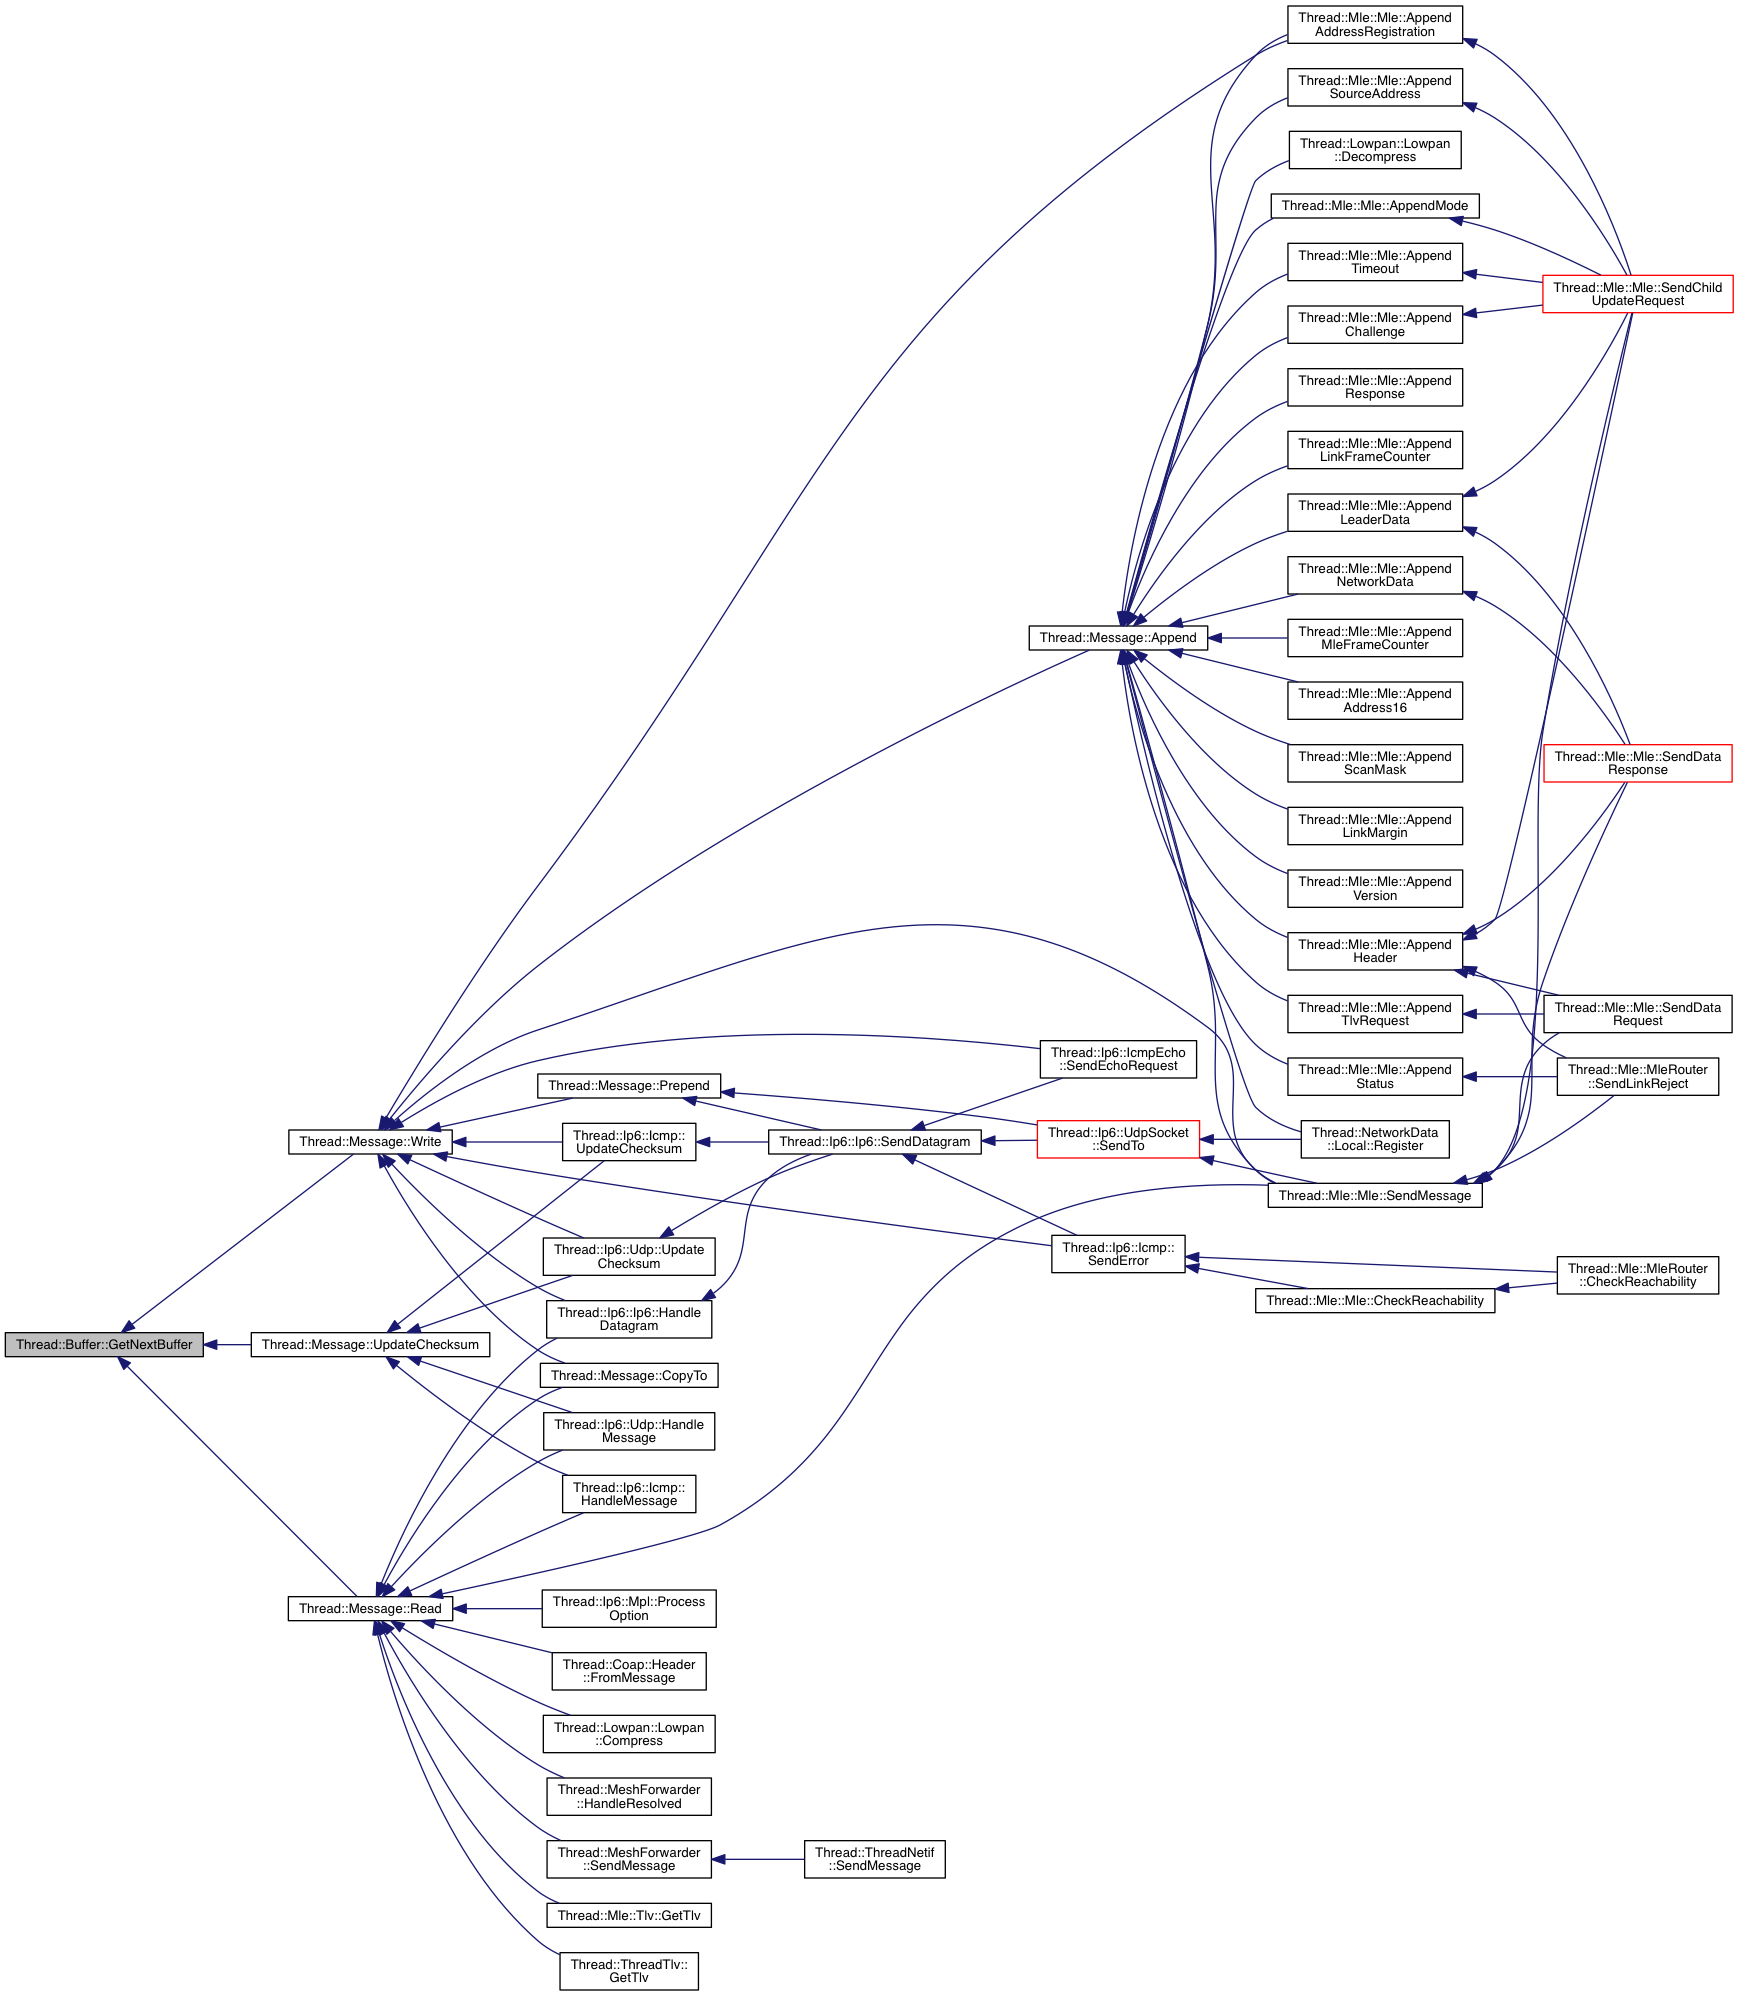 Thread::Buffer::GetNextBuffer
Thread::Message::Write
Thread::Message::UpdateChecksum
Thread::Message::Read
Thread::Message::Prepend
Thread::Ip6::Icmp::
UpdateChecksum
Thread::Ip6::Udp::Update
Checksum
Thread::Ip6::Ip6::Handle
Datagram
Thread::Message::CopyTo
Thread::Ip6::Udp::Handle
Message
Thread::Ip6::Icmp::
HandleMessage
Thread::Ip6::Mpl::Process
Option
Thread::Coap::Header
::FromMessage
Thread::Lowpan::Lowpan
::Compress
Thread::MeshForwarder
::HandleResolved
Thread::MeshForwarder
::SendMessage
Thread::Mle::Tlv::GetTlv
Thread::ThreadTlv::
GetTlv
Thread::Ip6::Ip6::SendDatagram
Thread::ThreadNetif
::SendMessage
Thread::Message::Append
Thread::Ip6::IcmpEcho
::SendEchoRequest
Thread::Ip6::UdpSocket
::SendTo
Thread::Ip6::Icmp::
SendError
Thread::Mle::Mle::Append
AddressRegistration
Thread::Mle::Mle::Append
SourceAddress
Thread::Lowpan::Lowpan
::Decompress
Thread::Mle::Mle::AppendMode
Thread::Mle::Mle::Append
Timeout
Thread::Mle::Mle::Append
Challenge
Thread::Mle::Mle::Append
Response
Thread::Mle::Mle::Append
LinkFrameCounter
Thread::Mle::Mle::Append
LeaderData
Thread::Mle::Mle::Append
NetworkData
Thread::Mle::Mle::Append
MleFrameCounter
Thread::Mle::Mle::Append
Address16
Thread::Mle::Mle::Append
ScanMask
Thread::Mle::Mle::Append
LinkMargin
Thread::Mle::Mle::Append
Version
Thread::Mle::Mle::Append
Header
Thread::Mle::Mle::Append
TlvRequest
Thread::Mle::Mle::Append
Status
Thread::NetworkData
::Local::Register
Thread::Mle::Mle::SendMessage
Thread::Mle::Mle::CheckReachability
Thread::Mle::Mle::SendChild
UpdateRequest
Thread::Mle::Mle::SendData
Response
Thread::Mle::Mle::SendData
Request
Thread::Mle::MleRouter
::SendLinkReject
Thread::Mle::MleRouter
::CheckReachability